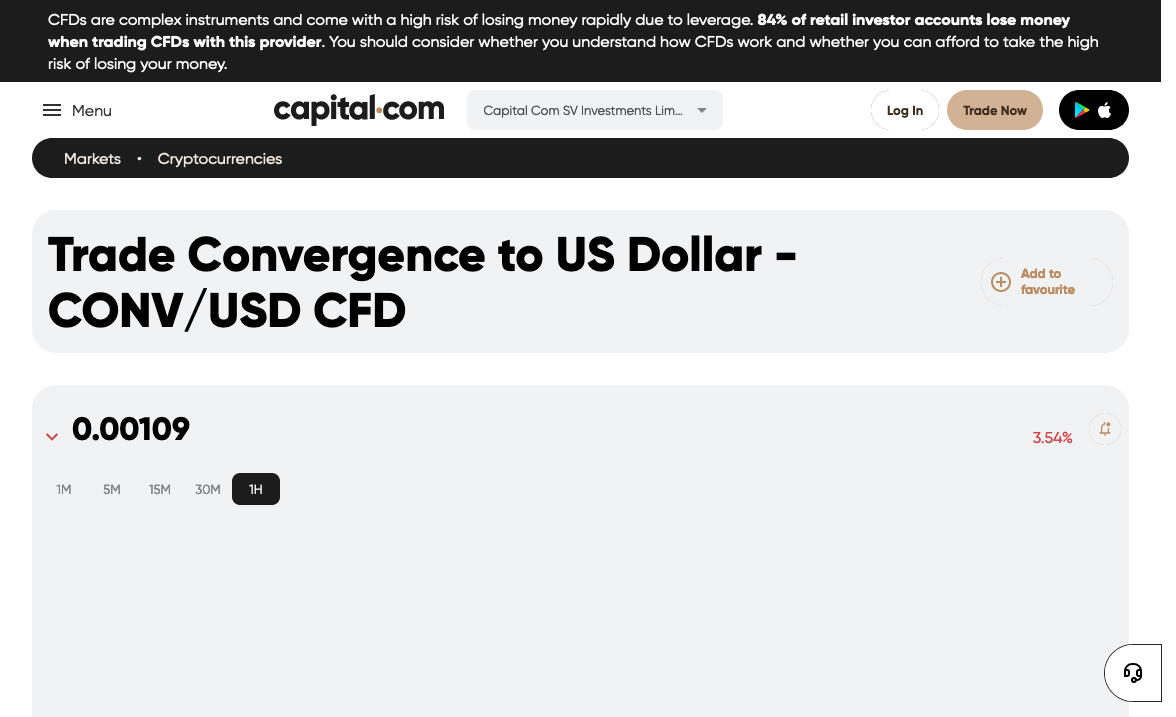 CFDs are complex instruments and come with a high risk of losing money rapidly due to leverage. 84% of retail investor accounts lose money
when trading CFDs with this provider. You should consider whether you understand how CFDs work and whether you can afford to take the high
risk of losing your money.
Menu
capital.com
Capital Com SV Investments Lim...
Log In
Trade Now
Markets • Cryptocurrencies
Trade Convergence to US Dollar -
CONV/USD CFD
Add to
favourite
0.00109
3.54%
1M 5M 15M 30M 1H